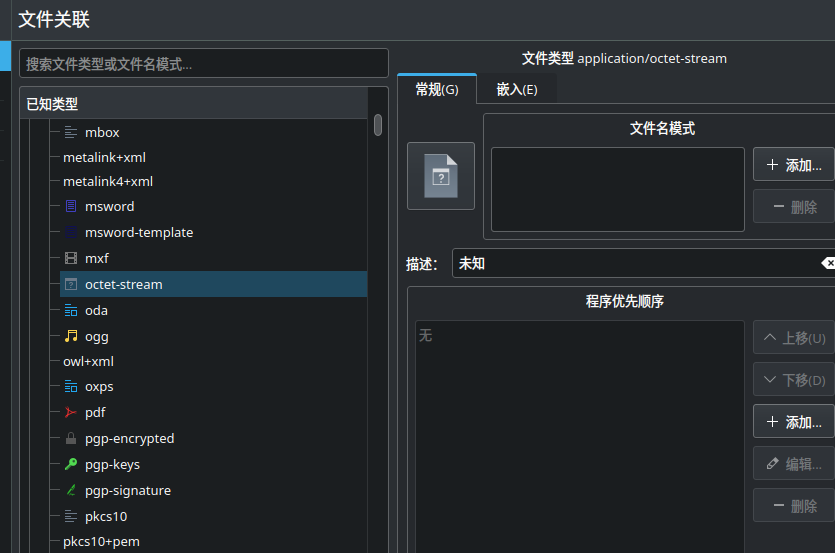 文件关联
搜索文件类型或文件名模式...
已知类型
mbox
metalink+xml
metalink4+xml
msword
msword-template
mxf
octet-stream
oda
ogg
owl+xml
oxps
pdf
pgp-encrypted
pgp-keys
pgp-signature
pkcs10
pkcs10+pem
文件类型 application/octet-stream
常规(G) 嵌入(E)
文件名模式
添加...
删除
描述： 未知
程序优先顺序
无
上移(U)
下移(D)
添加...
编辑...
删除